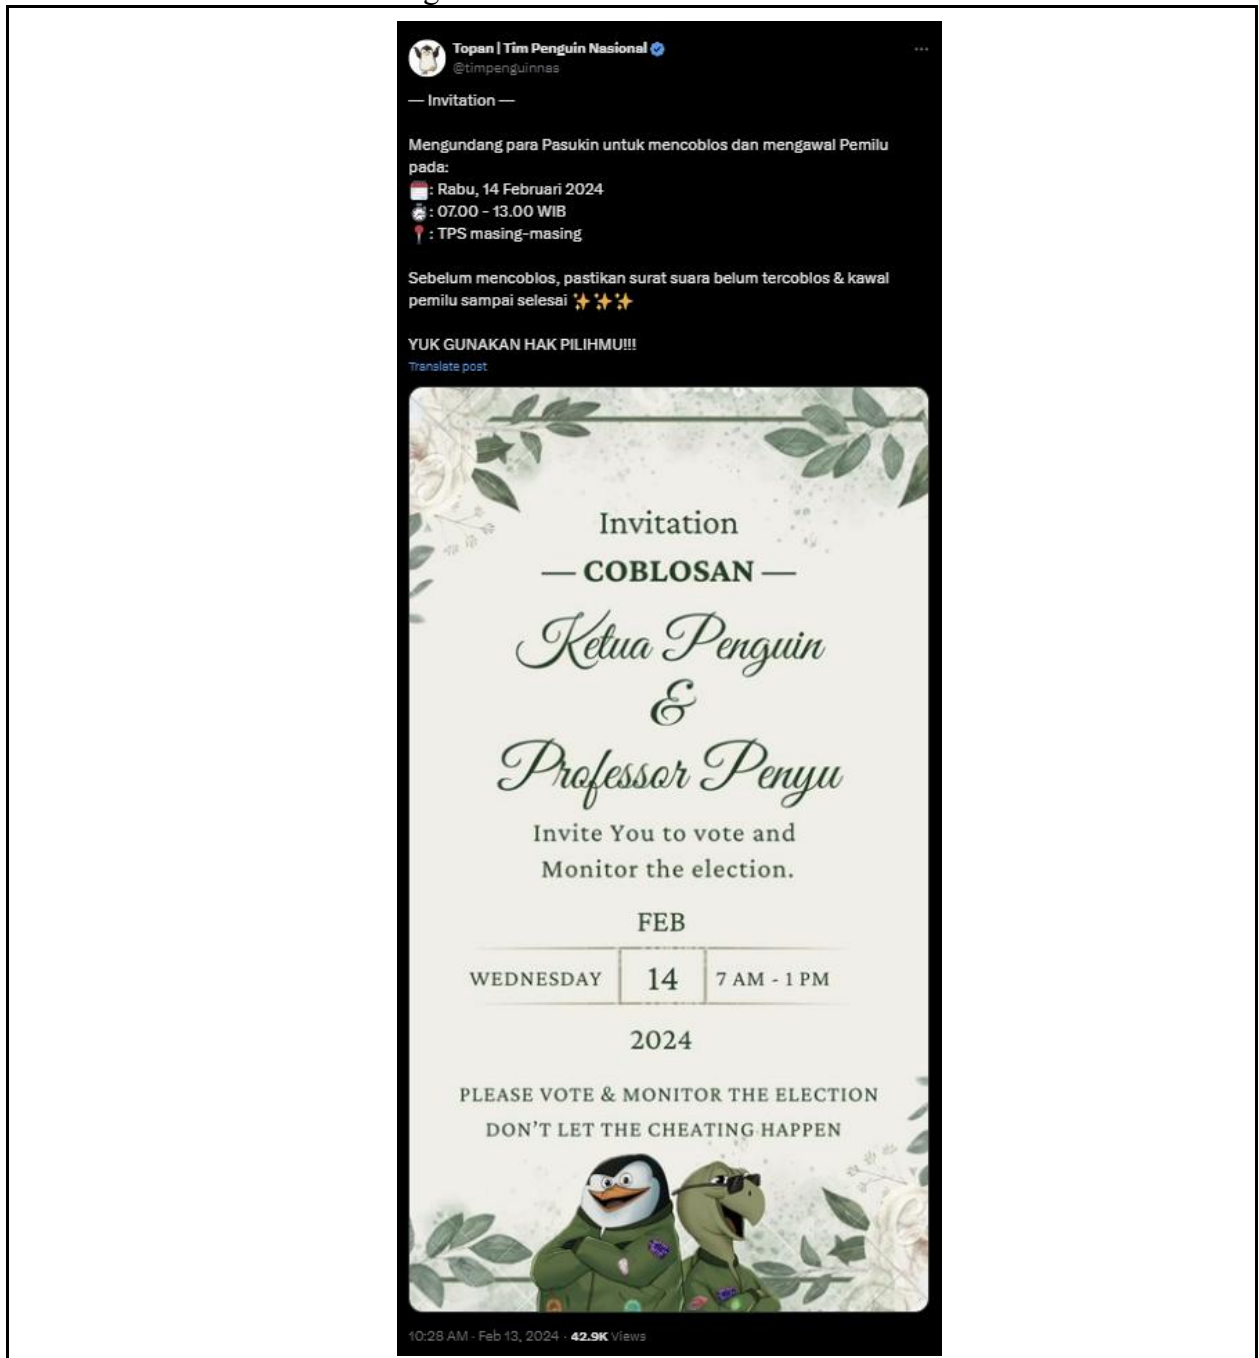 Topan | Tim Penguin Nasional
@timpenguinnas
— Invitation —
Mengundang para Pasukin untuk mencoblos dan mengawal Pemilu
pada:
: Rabu, 14 Februari 2024
: 07.00 - 13.00 WIB
: TPS masing-masing
Sebelum mencoblos, pastikan surat suara belum tercoblos & kawal
pemilu sampai selesai ✨✨✨
YUK GUNAKAN HAK PILIHMU!!!
Translate post
Invitation
— COBLOSAN —
Ketua Penguin
&
Professor Penyu
Invite You to vote and
Monitor the election.
FEB
WEDNESDAY 14 7 AM - 1 PM
2024
PLEASE VOTE & MONITOR THE ELECTION
DON'T LET THE CHEATING HAPPEN
10:28 AM · Feb 13, 2024 · 42.9K Views